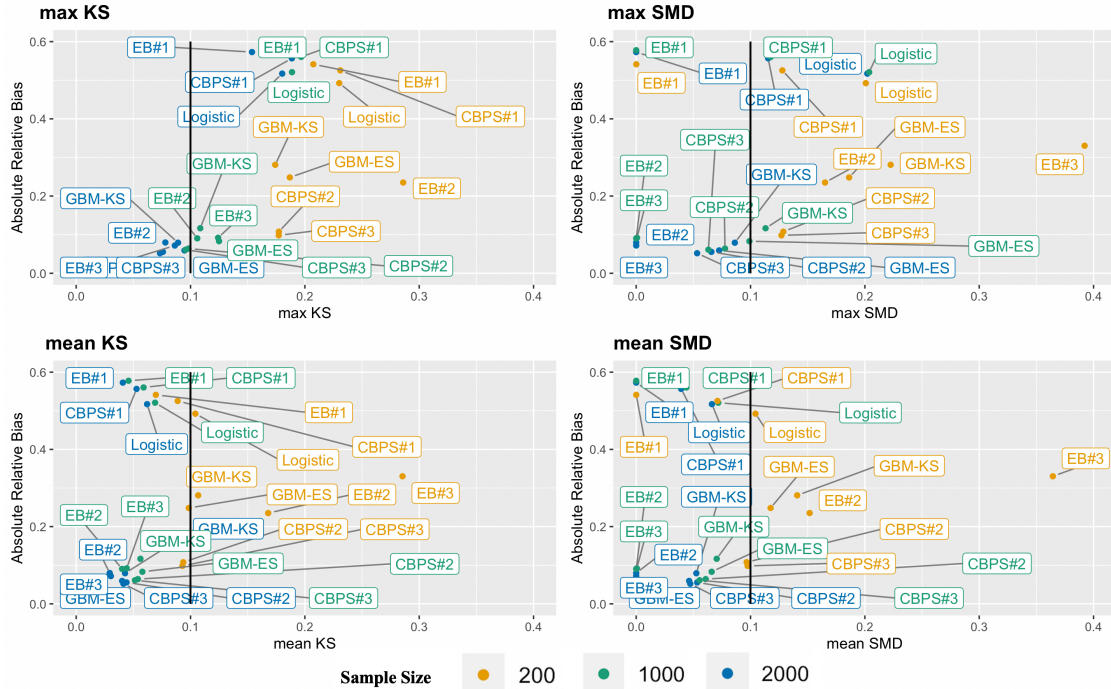 max KS
max SMD
0.6
0.4
0.2
0.0
Absolute Relative Bias
EB#1
EB#1
CBPS#1
CBPS#1
EB#1
Logistic
Logistic
Logistic
CBPS#1
GBM-KS
GBM-KS
GBM-ES
GBM-KS
EB#2
EB#2
CBPS#2
EB#3
EB#2
CBPS#3
GBM-ES
EB#3
CBPS#3
GBM-ES
CBPS#3
CBPS#2
0.0
0.1
0.2
0.3
0.4
max KS
0.6
0.4
0.2
0.0
Absolute Relative Bias
EB#1
CBPS#1
Logistic
Logistic
EB#1
EB#1
CBPS#1
Logistic
CBPS#1
GBM-ES
CBPS#3
EB#2
GBM-KS
EB#3
EB#2
GBM-KS
EB#3
CBPS#2
CBPS#2
GBM-KS
EB#2
CBPS#3
GBM-ES
EB#3
CBPS#3
CBPS#2
GBM-ES
0.0
0.1
0.2
0.3
0.4
max SMD
mean KS
mean SMD
0.6
0.4
0.2
0.0
Absolute Relative Bias
EB#1
EB#1
CBPS#1
CBPS#1
EB#1
Logistic
Logistic
CBPS#1
Logistic
GBM-KS
GBM-ES
EB#2
EB#3
EB#3
EB#2
GBM-KS
CBPS#2
CBPS#3
EB#2
GBM-KS
GBM-ES
CBPS#2
EB#3
GBM-ES
CBPS#3
CBPS#2
CBPS#3
0.0
0.1
0.2
0.3
0.4
mean KS
0.6
0.4
0.2
0.0
Absolute Relative Bias
EB#1
CBPS#1
CBPS#1
EB#1
Logistic
Logistic
Logistic
EB#1
CBPS#1
GBM-ES
GBM-KS
EB#3
EB#2
GBM-KS
EB#2
EB#3
GBM-KS
CBPS#2
EB#2
GBM-ES
CBPS#3
CBPS#2
EB#3
GBM-ES
CBPS#3
CBPS#2
CBPS#3
0.0
0.1
0.2
0.3
0.4
mean SMD
Sample Size
200
1000
2000